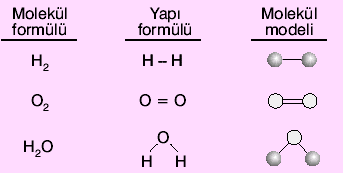 Molekül formülü Yapı formülü Molekül modeli
H₂ H – H
O₂ O = O
H₂O O H H